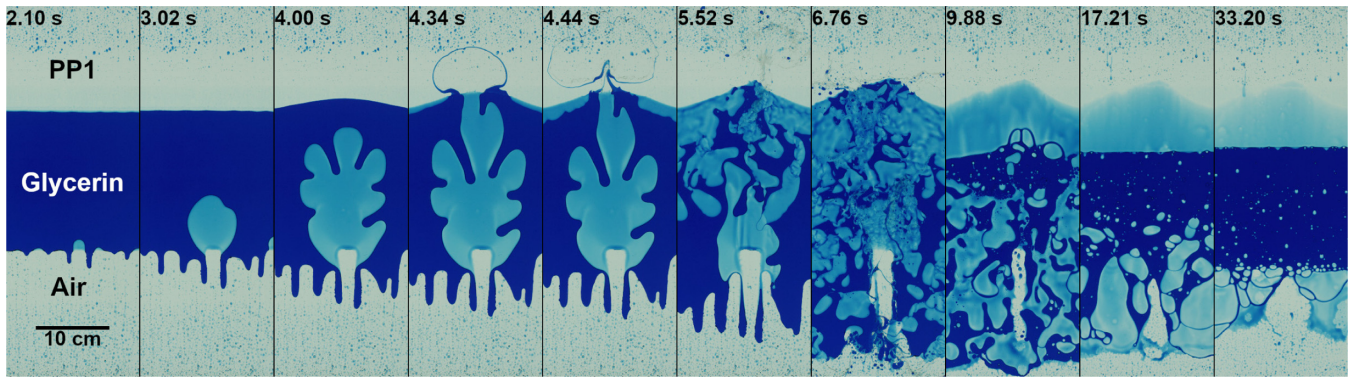 2.10 s 3.02 s 4.00 s 4.34 s 4.44 s 5.52 s 6.76 s 9.88 s 17.21 s 33.20 s
PP1
Glycerin
Air
10 cm